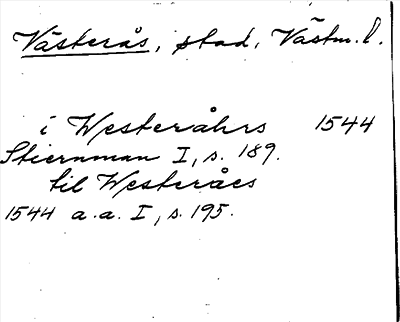 Västerås, stad, Västm. l.
i Westeråhrs 1544
Stiernman I, s. 189.
til Westeråes
1544 a.a. I, s. 195.